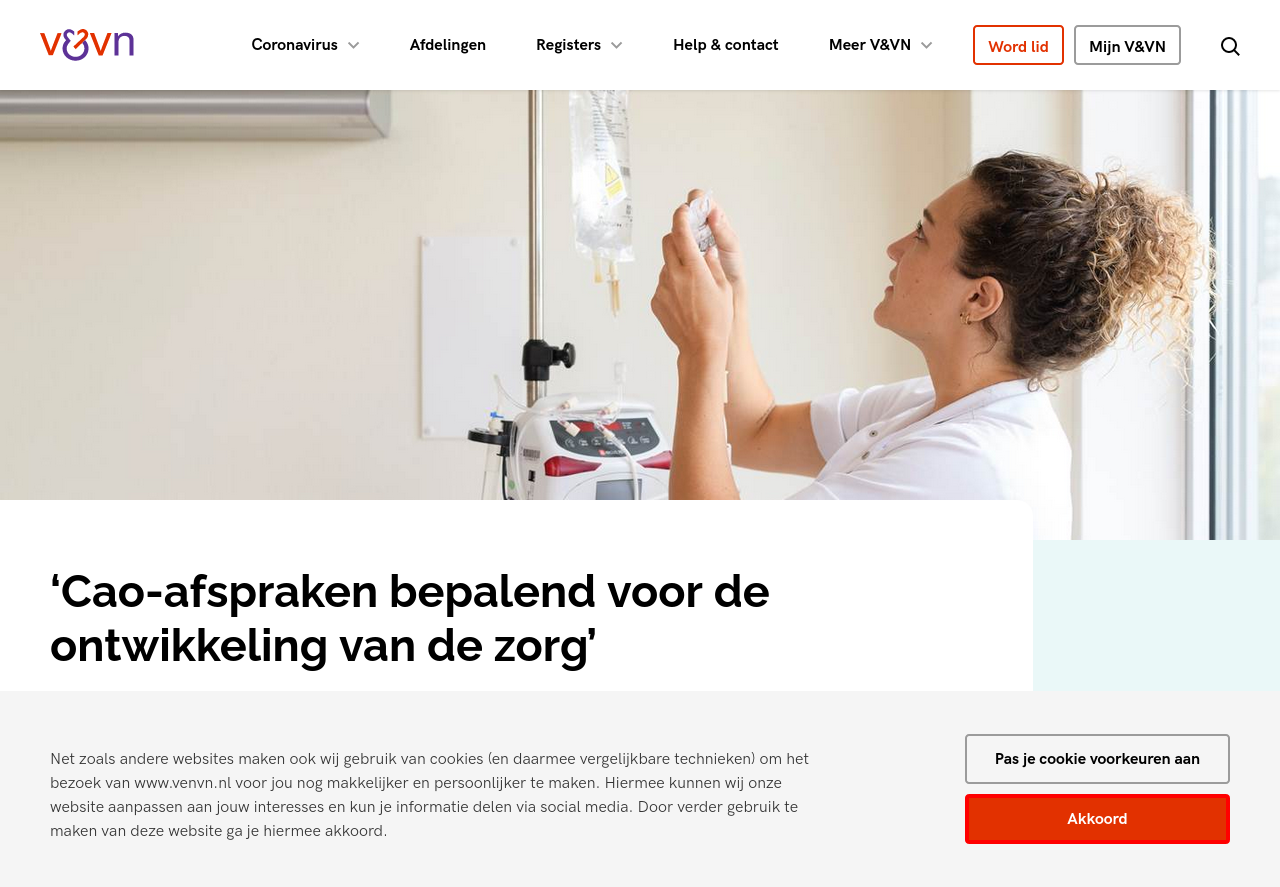 v&vn
Coronavirus
Afdelingen
Registers
Help & contact
Meer V&VN
Word lid
Mijn V&VN
‘Cao-afspraken bepalend voor de
ontwikkeling van de zorg’
Net zoals andere websites maken ook wij gebruik van cookies (en daarmee vergelijkbare technieken) om het
bezoek van www.venvn.nl voor jou nog makkelijker en persoonlijker te maken. Hiermee kunnen wij onze
website aanpassen aan jouw interesses en kun je informatie delen via social media. Door verder gebruik te
maken van deze website ga je hiermee akkoord.
Pas je cookie voorkeuren aan
Akkoord